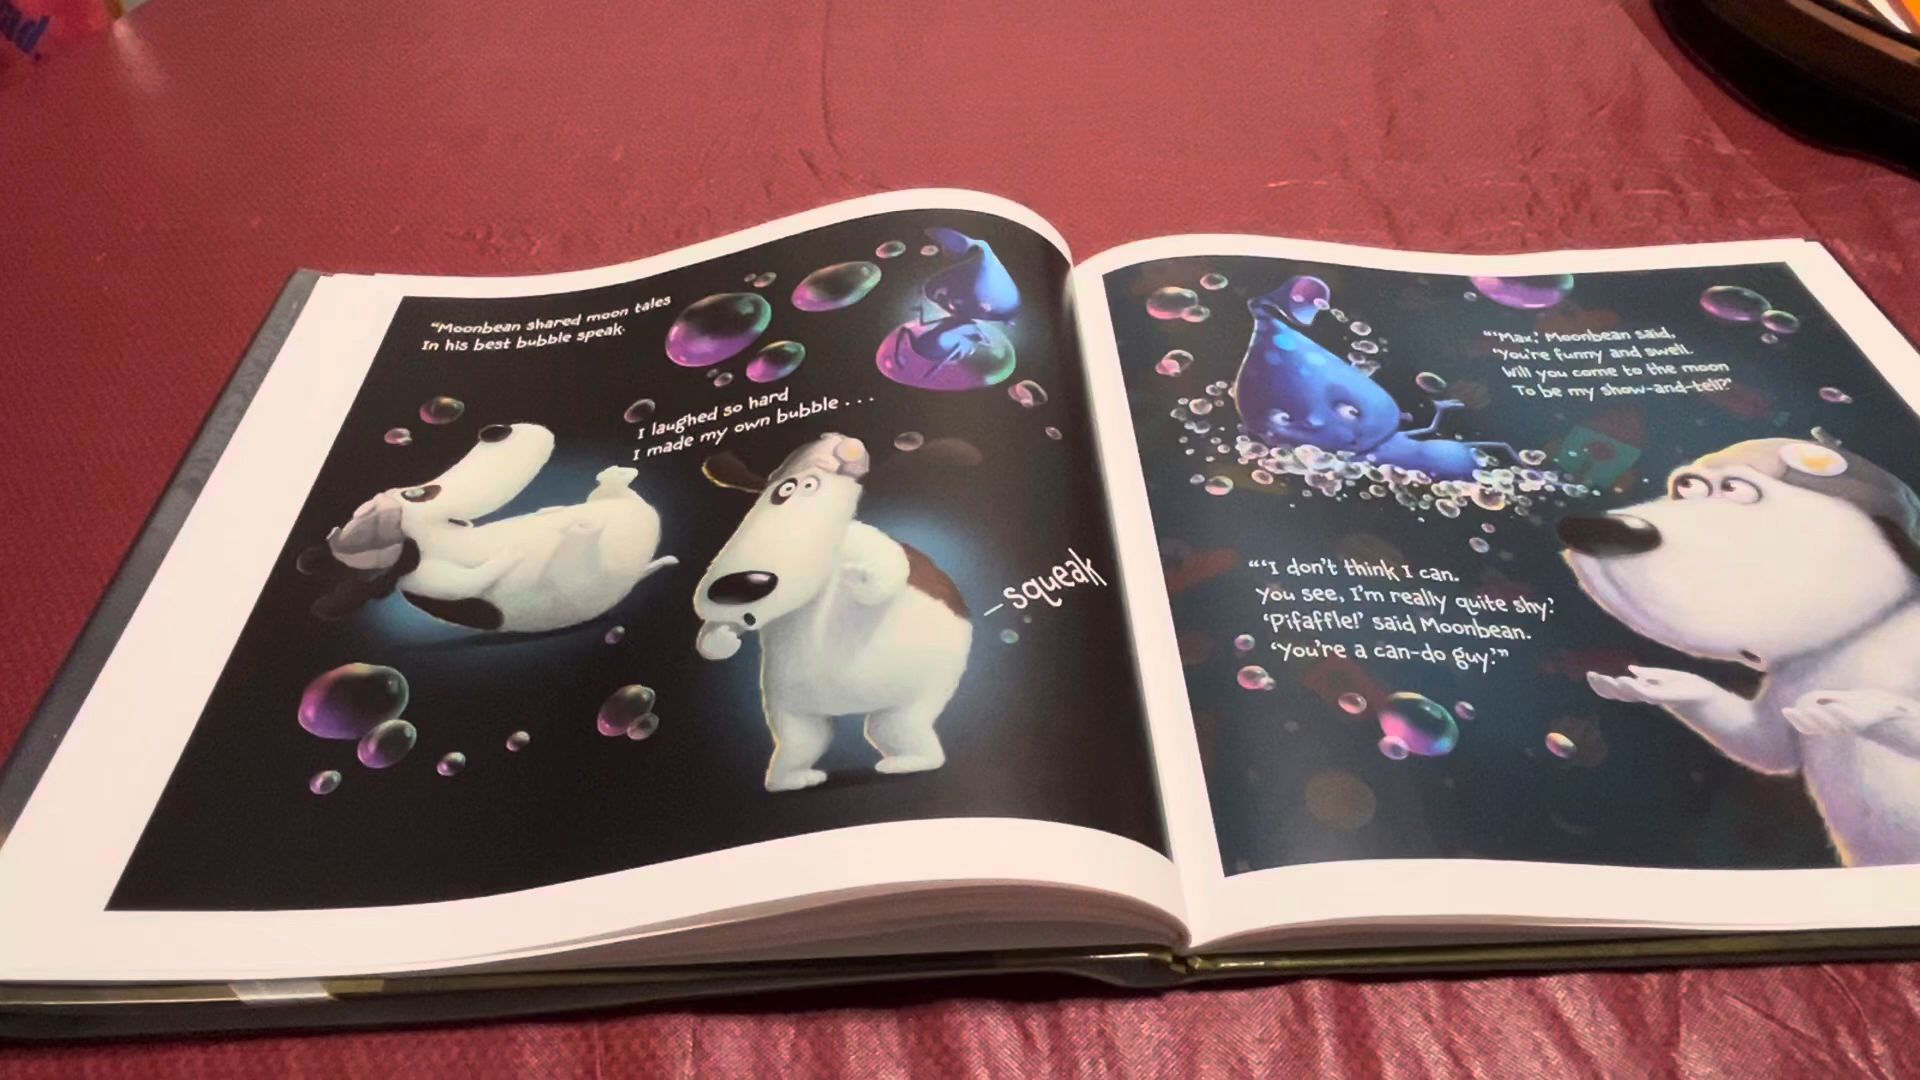 "Moonbean shared moon tales
In his best bubble speak.
I laughed so hard
I made my own bubble . . .
—squeak
"'Max,' Moonbean said,
'You're funny and swell.
Will you come to the moon
To be my show-and-tell?'
"'I don't think I can.
You see, I'm really quite shy.'
'Pifaffle!' said Moonbean.
'You're a can-do guy.'"